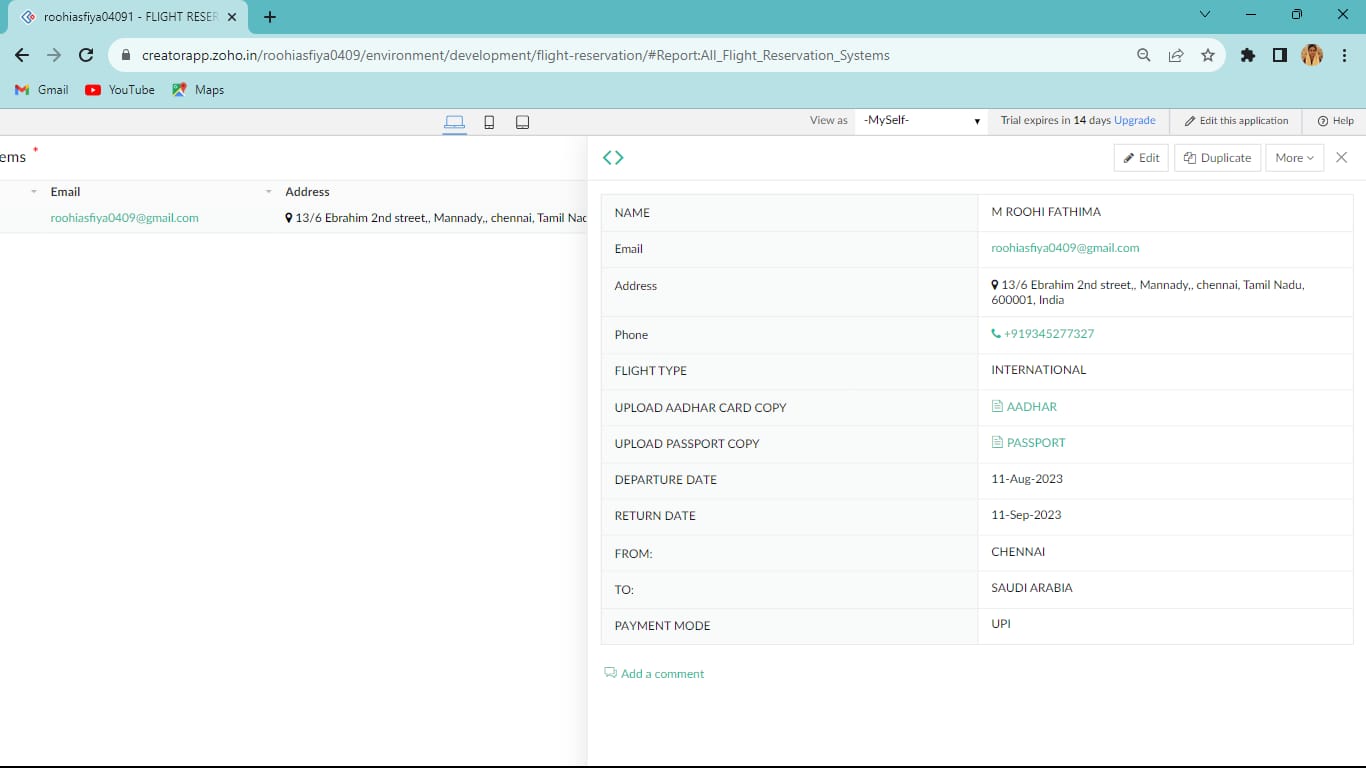 roohiasfiya04091 - FLIGHT RESER
creatorapp.zoho.in/roohiasfiya0409/environment/development/flight-reservation/#Report:All_Flight_Reservation_Systems
Gmail YouTube Maps
View as -MySelf- Trial expires in 14 days Upgrade Edit this application Help
ems *
Edit Duplicate More
Email Address
roohiasfiya0409@gmail.com 13/6 Ebrahim 2nd street,, Mannady,, chennai, Tamil Nad
NAME M ROOHI FATHIMA
Email roohiasfiya0409@gmail.com
Address 13/6 Ebrahim 2nd street,, Mannady,, chennai, Tamil Nadu,
600001, India
Phone +919345277327
FLIGHT TYPE INTERNATIONAL
UPLOAD AADHAR CARD COPY AADHAR
UPLOAD PASSPORT COPY PASSPORT
DEPARTURE DATE 11-Aug-2023
RETURN DATE 11-Sep-2023
FROM: CHENNAI
TO: SAUDI ARABIA
PAYMENT MODE UPI
Add a comment